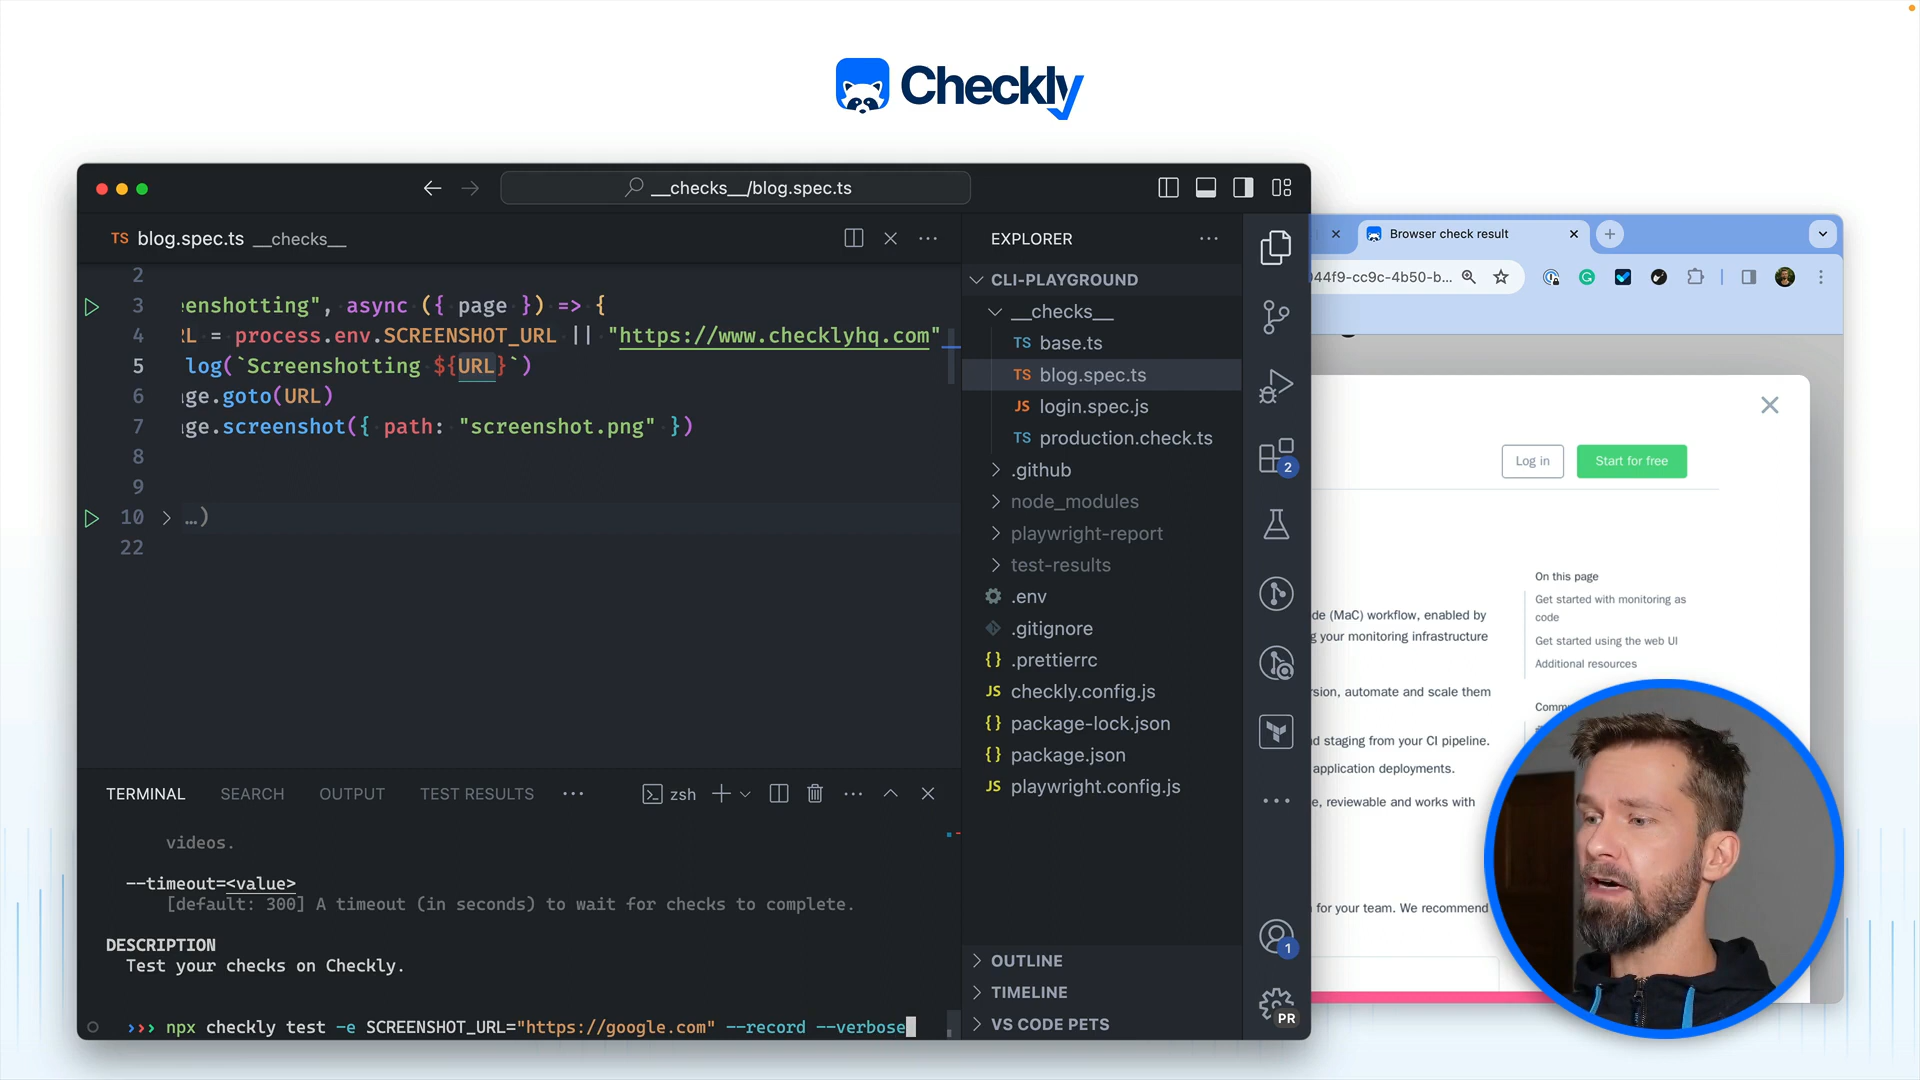 Checkly
__checks__/blog.spec.ts
TS blog.spec.ts __checks__
2
3 eenshotting", async ({ page }) => {
4 RL = process.env.SCREENSHOT_URL || "https://www.checklyhq.com"
5 log(`Screenshotting ${URL}`)
6 ge.goto(URL)
7 ge.screenshot({ path: "screenshot.png" })
8
9
10 …)
22
EXPLORER
CLI-PLAYGROUND
__checks__
TS base.ts
TS blog.spec.ts
JS login.spec.js
TS production.check.ts
.github
node_modules
playwright-report
test-results
.env
.gitignore
{} .prettierrc
JS checkly.config.js
{} package-lock.json
{} package.json
JS playwright.config.js
OUTLINE
TIMELINE
VS CODE PETS
2
1
PR
TERMINAL SEARCH OUTPUT TEST RESULTS zsh
videos.
--timeout=<value>
[default: 300] A timeout (in seconds) to wait for checks to complete.
DESCRIPTION
Test your checks on Checkly.
>>> npx checkly test -e SCREENSHOT_URL="https://google.com" --record --verbose
Browser check result
44f9-cc9c-4b50-b...
Log in
Start for free
On this page
Get started with monitoring as
code
Get started using the web UI
Additional resources
de (MaC) workflow, enabled by
g your monitoring infrastructure
rsion, automate and scale them
nd staging from your CI pipeline.
application deployments.
e, reviewable and works with
for your team. We recommend